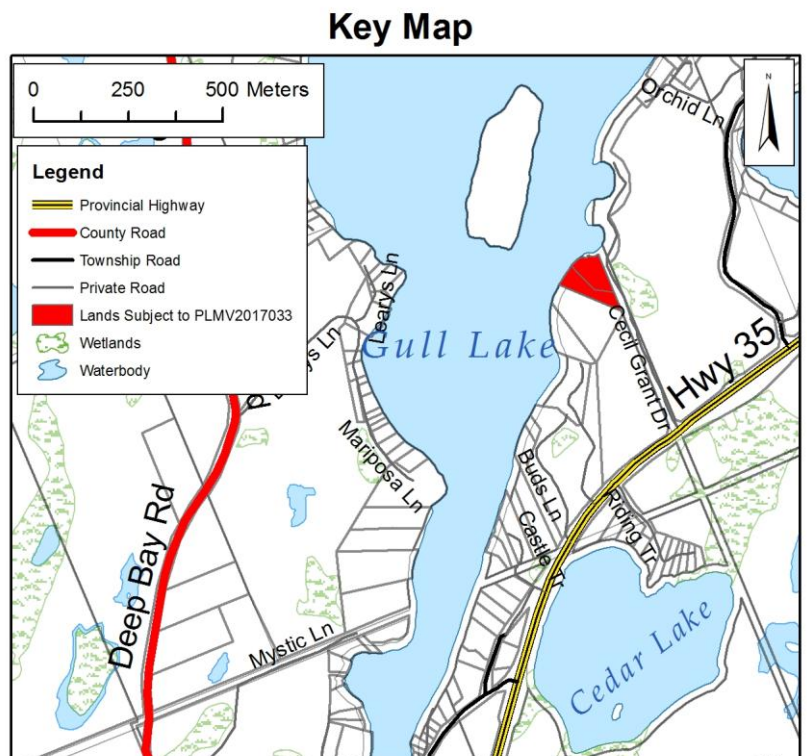 Key Map
0 250 500 Meters
N
Legend
Provincial Highway
County Road
Township Road
Private Road
Lands Subject to PLMV2017033
Wetlands
Waterbody
Orchid Ln
Learys Ln
Gull Lake
Cecil Grant Dr
Hwy 35
Mariposa Ln
Buds Ln
Castle Tr
Riding Tr
Deep Bay Rd
Mystic Ln
Cedar Lake